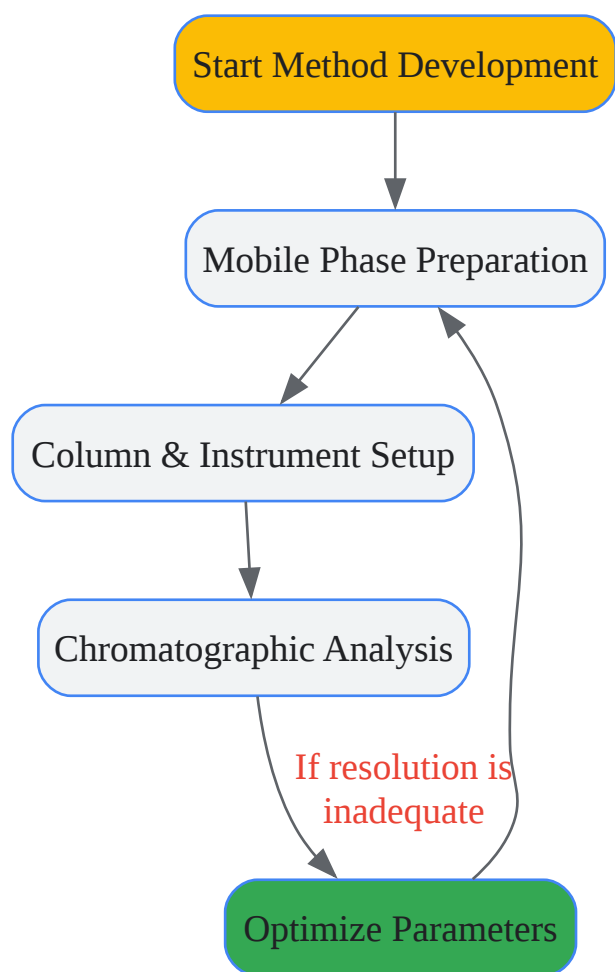 Start Method Development
Mobile Phase Preparation
Column & Instrument Setup
Chromatographic Analysis
If resolution is
inadequate
Optimize Parameters